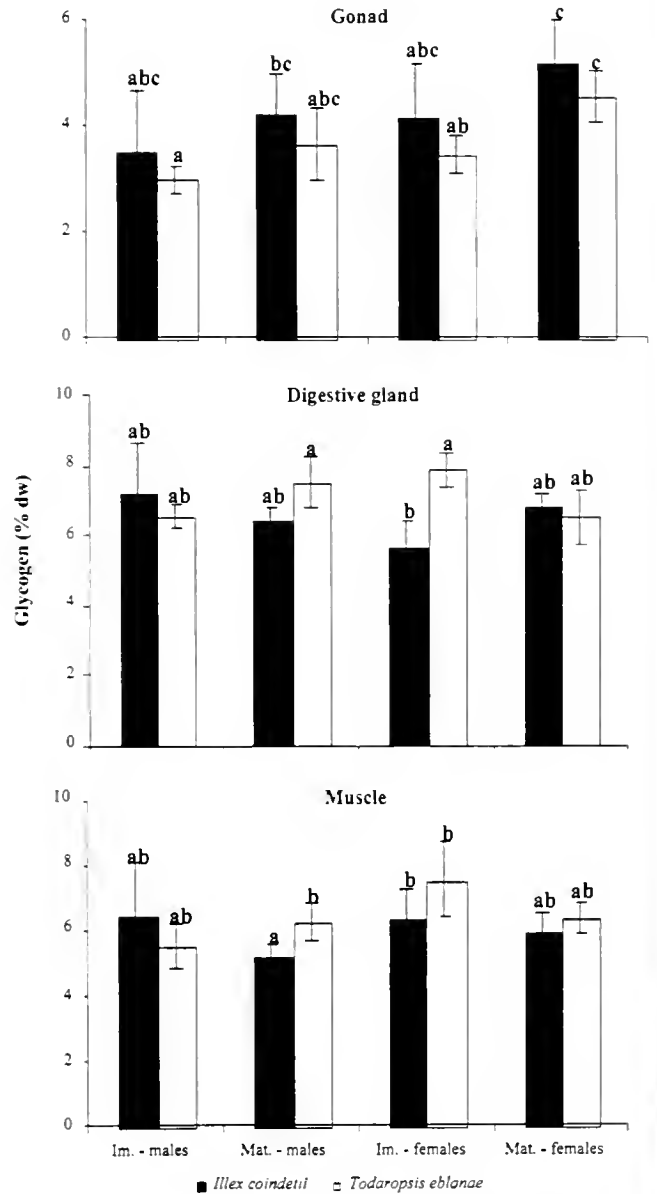 Gonad
6
4
2
0
abc
a
bc
abc
abc
ab
c
c
Glycogen (% dw)
Digestive gland
10
8
6
4
2
0
ab
ab
ab
a
b
a
ab
ab
Muscle
10
8
6
4
2
0
ab
ab
a
b
b
b
ab
ab
Im. - males Mat. - males Im. - females Mat. - females
Illex coindetii Todaropsis eblanae